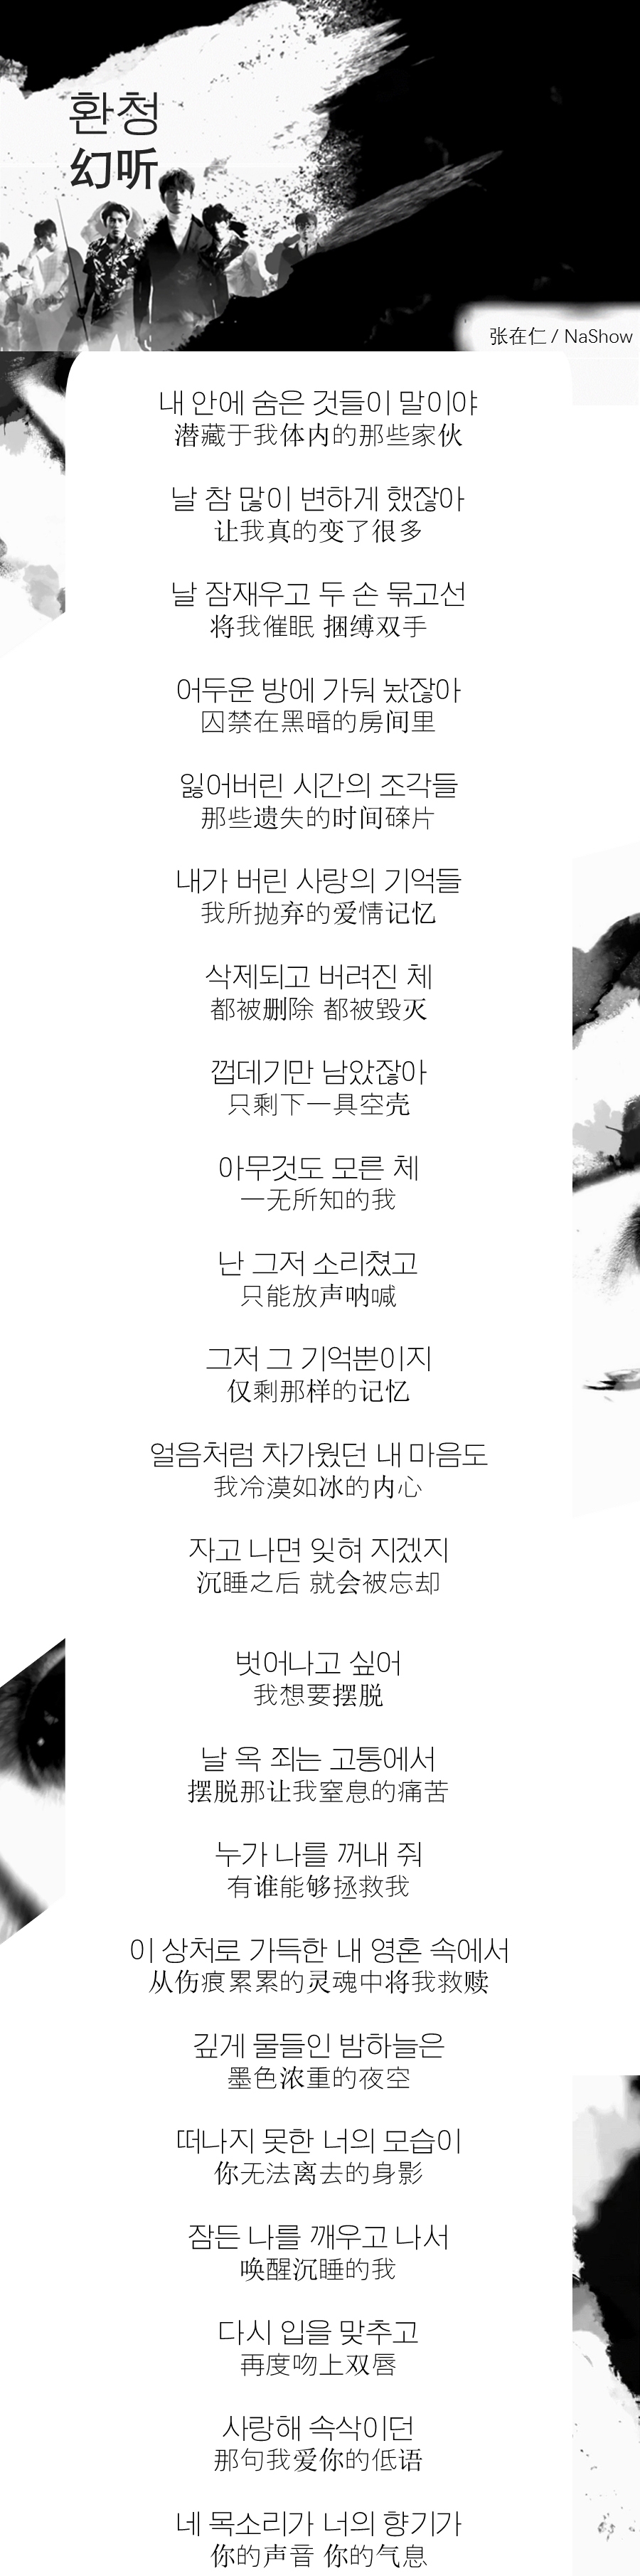 환청
幻听
张在仁 / NaShow
내 안에 숨은 것들이 말이야
潜藏于我体内的那些家伙
날 참 많이 변하게 했잖아
让我真的变了很多
날 잠재우고 두 손 묶고선
将我催眠 捆缚双手
어두운 방에 가둬 놨잖아
囚禁在黑暗的房间里
잃어버린 시간의 조각들
那些遗失的时间碎片
내가 버린 사랑의 기억들
我所抛弃的爱情记忆
삭제되고 버려진 체
都被删除 都被毁灭
껍데기만 남았잖아
只剩下一具空壳
아무것도 모른 체
一无所知的我
난 그저 소리쳤고
只能放声呐喊
그저 그 기억뿐이지
仅剩那样的记忆
얼음처럼 차가웠던 내 마음도
我冷漠如冰的内心
자고 나면 잊혀 지겠지
沉睡之后 就会被忘却
벗어나고 싶어
我想要摆脱
날 옥 죄는 고통에서
摆脱那让我窒息的痛苦
누가 나를 꺼내 줘
有谁能够拯救我
이 상처로 가득한 내 영혼 속에서
从伤痕累累的灵魂中将我救赎
깊게 물들인 밤하늘은
墨色浓重的夜空
떠나지 못한 너의 모습이
你无法离去的身影
잠든 나를 깨우고 나서
唤醒沉睡的我
다시 입을 맞추고
再度吻上双唇
사랑해 속삭이던
那句我爱你的低语
네 목소리가 너의 향기가
你的声音 你的气息